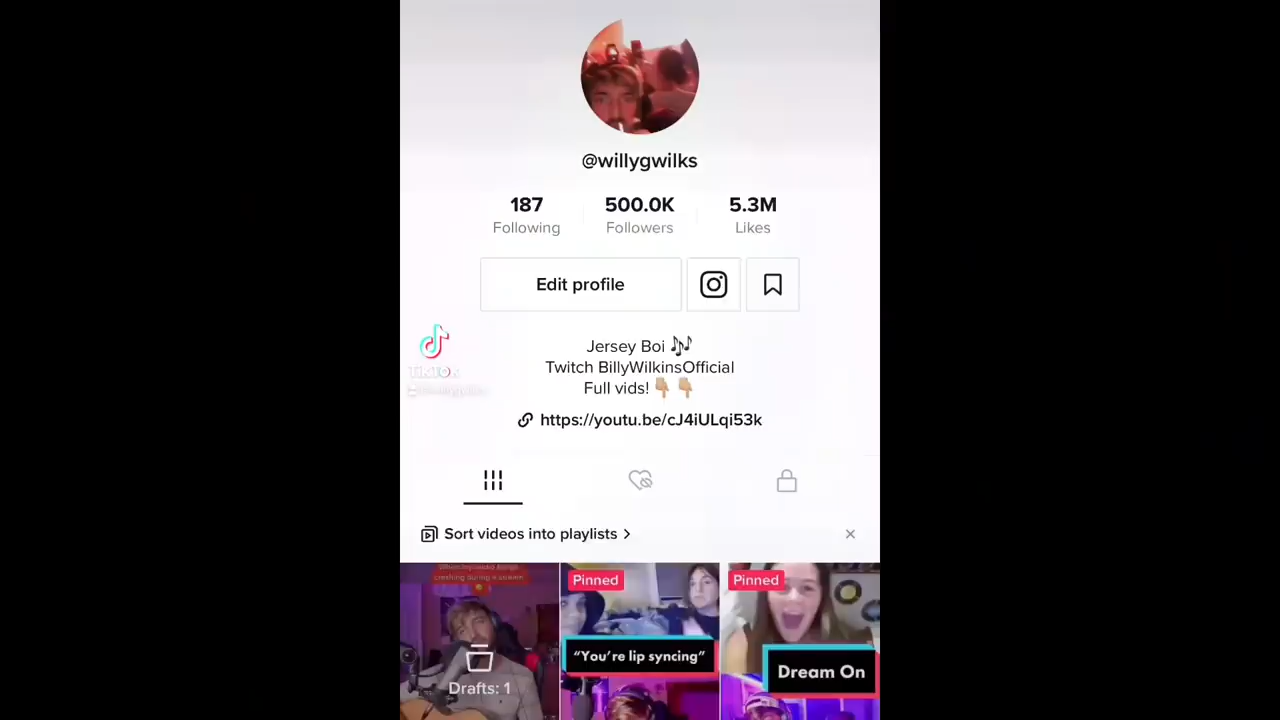 @willygwilks
187 500.0K 5.3M
Following Followers Likes
Edit profile
Jersey Boi
Twitch BillyWilkinsOfficial
Full vids!
https://youtu.be/cJ4iULqi53k
TikTok
Sort videos into playlists
Pinned
Pinned
"You're lip syncing"
Dream On
Drafts: 1